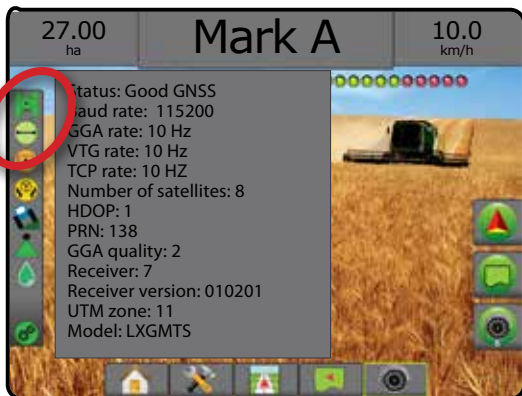 27.00
ha
Mark A
10.0
km/h
Status: Good GNSS
Baud rate: 115200
GGA rate: 10 Hz
VTG rate: 10 Hz
TCP rate: 10 HZ
Number of satellites: 8
HDOP: 1
PRN: 138
GGA quality: 2
Receiver: 7
Receiver version: 010201
UTM zone: 11
Model: LXGMTS